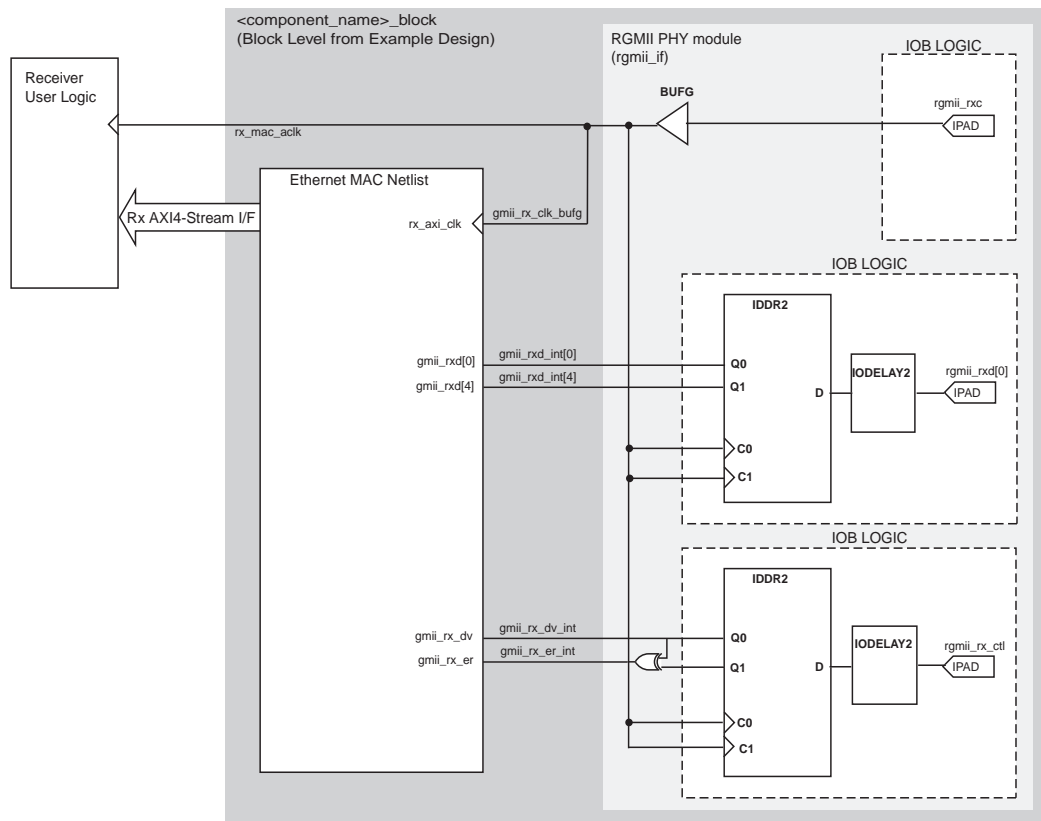 <component_name>_block
(Block Level from Example Design)
RGMII PHY module
(rgmii_if)
IOB LOGIC
Receiver
User Logic
BUFG
rgmii_rxc
IPAD
rx_mac_aclk
Ethernet MAC Netlist
Rx AXI4-Stream I/F
rx_axi_clk
gmii_rx_clk_bufg
IOB LOGIC
IDDR2
gmii_rxd[0]
gmii_rxd_int[0]
Q0
gmii_rxd[4]
gmii_rxd_int[4]
Q1
D
IODELAY2
rgmii_rxd[0]
IPAD
C0
C1
IOB LOGIC
IDDR2
gmii_rx_dv
gmii_rx_dv_int
Q0
gmii_rx_er
gmii_rx_er_int
Q1
D
IODELAY2
rgmii_rx_ctl
IPAD
C0
C1